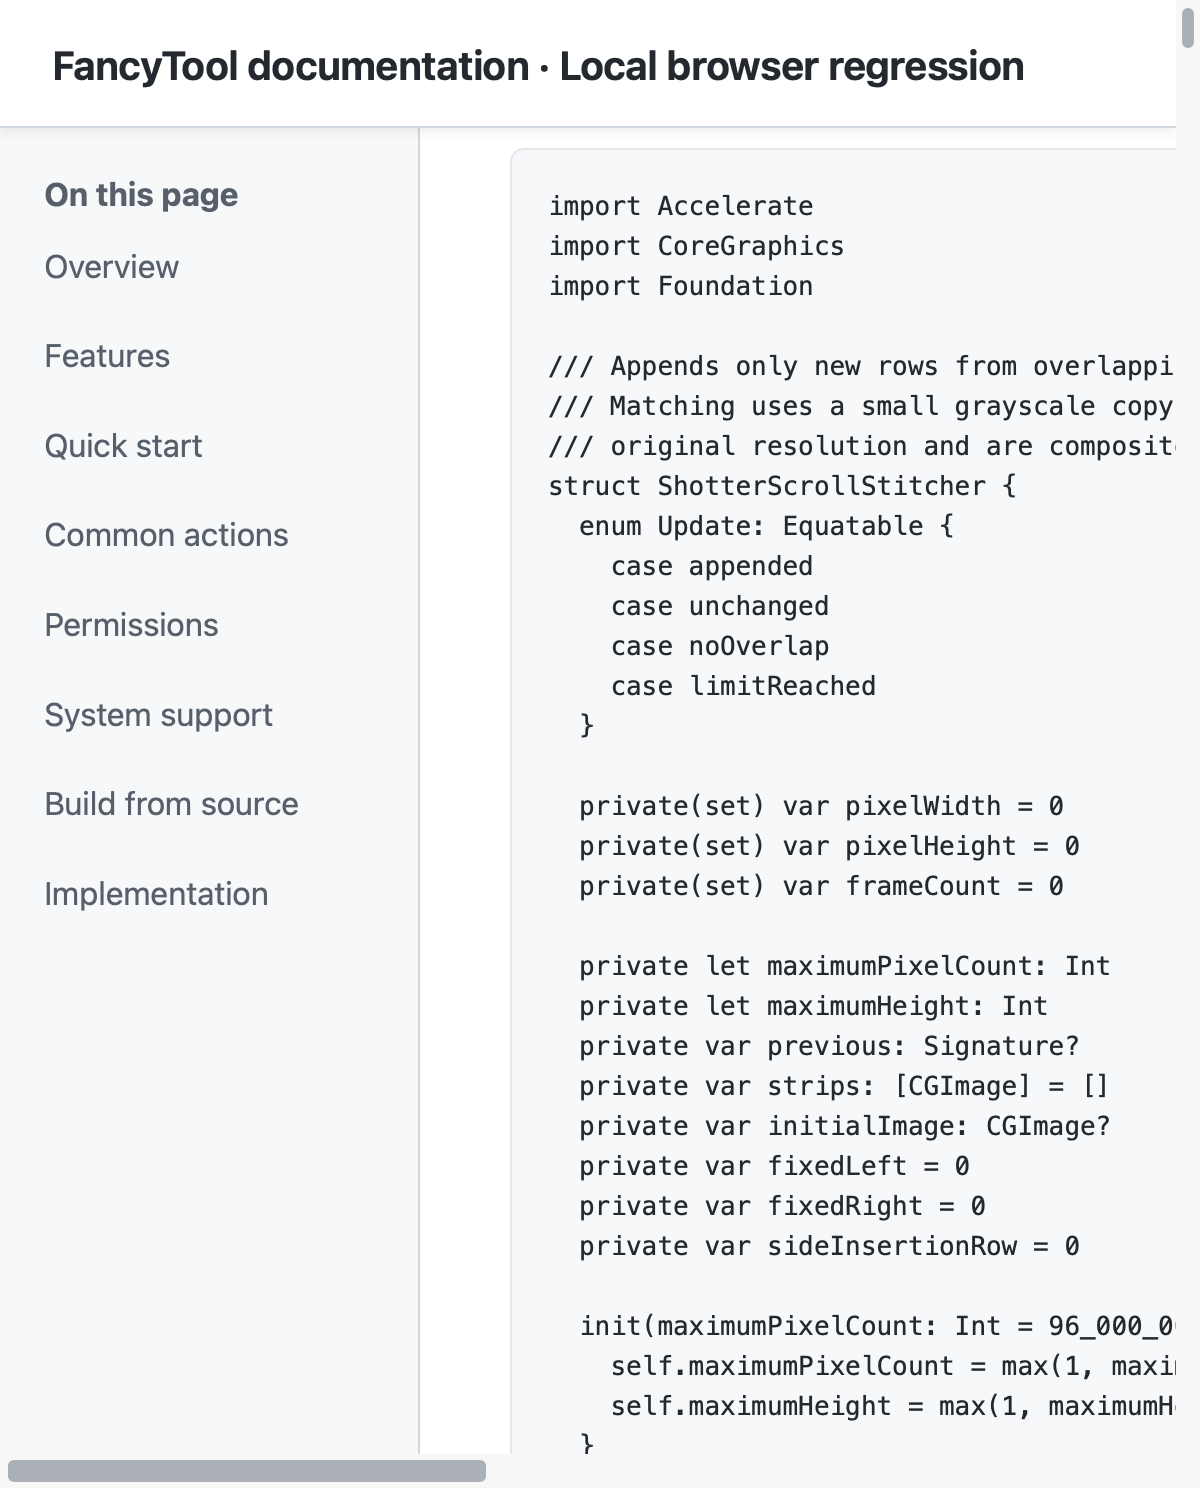 FancyTool documentation · Local browser regression
On this page
Overview
Features
Quick start
Common actions
Permissions
System support
Build from source
Implementation
import Accelerate
import CoreGraphics
import Foundation
/// Appends only new rows from overlappi
/// Matching uses a small grayscale copy
/// original resolution and are composit
struct ShotterScrollStitcher {
  enum Update: Equatable {
    case appended
    case unchanged
    case noOverlap
    case limitReached
  }
  private(set) var pixelWidth = 0
  private(set) var pixelHeight = 0
  private(set) var frameCount = 0
  private let maximumPixelCount: Int
  private let maximumHeight: Int
  private var previous: Signature?
  private var strips: [CGImage] = []
  private var initialImage: CGImage?
  private var fixedLeft = 0
  private var fixedRight = 0
  private var sideInsertionRow = 0
  init(maximumPixelCount: Int = 96_000_0
    self.maximumPixelCount = max(1, maxi
    self.maximumHeight = max(1, maximumH
  }